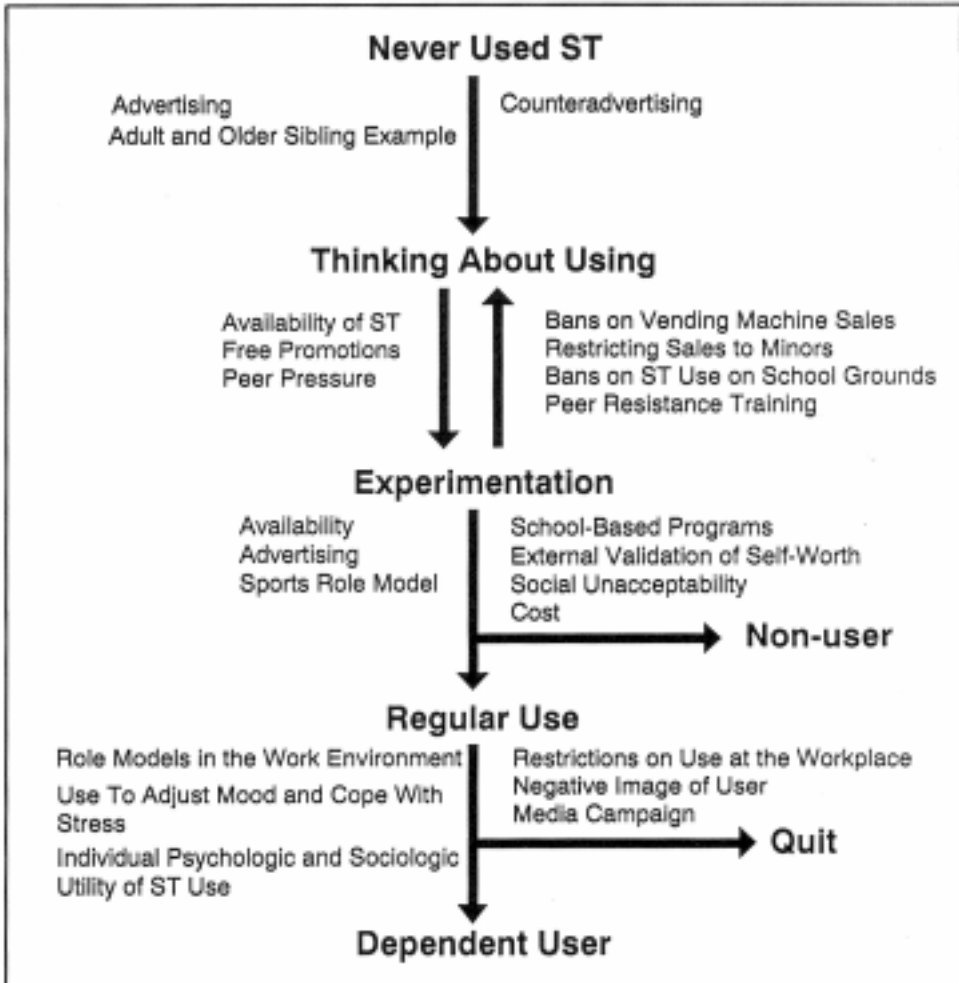 Never Used ST
Advertising
Adult and Older Sibling Example
Counteradvertising
Thinking About Using
Availability of ST
Free Promotions
Peer Pressure
Bans on Vending Machine Sales
Restricting Sales to Minors
Bans on ST Use on School Grounds
Peer Resistance Training
Experimentation
Availability
Advertising
Sports Role Model
School-Based Programs
External Validation of Self-Worth
Social Unacceptability
Cost
Non-user
Regular Use
Role Models in the Work Environment
Use To Adjust Mood and Cope With
Stress
Individual Psychologic and Sociologic
Utility of ST Use
Restrictions on Use at the Workplace
Negative Image of User
Media Campaign
Quit
Dependent User